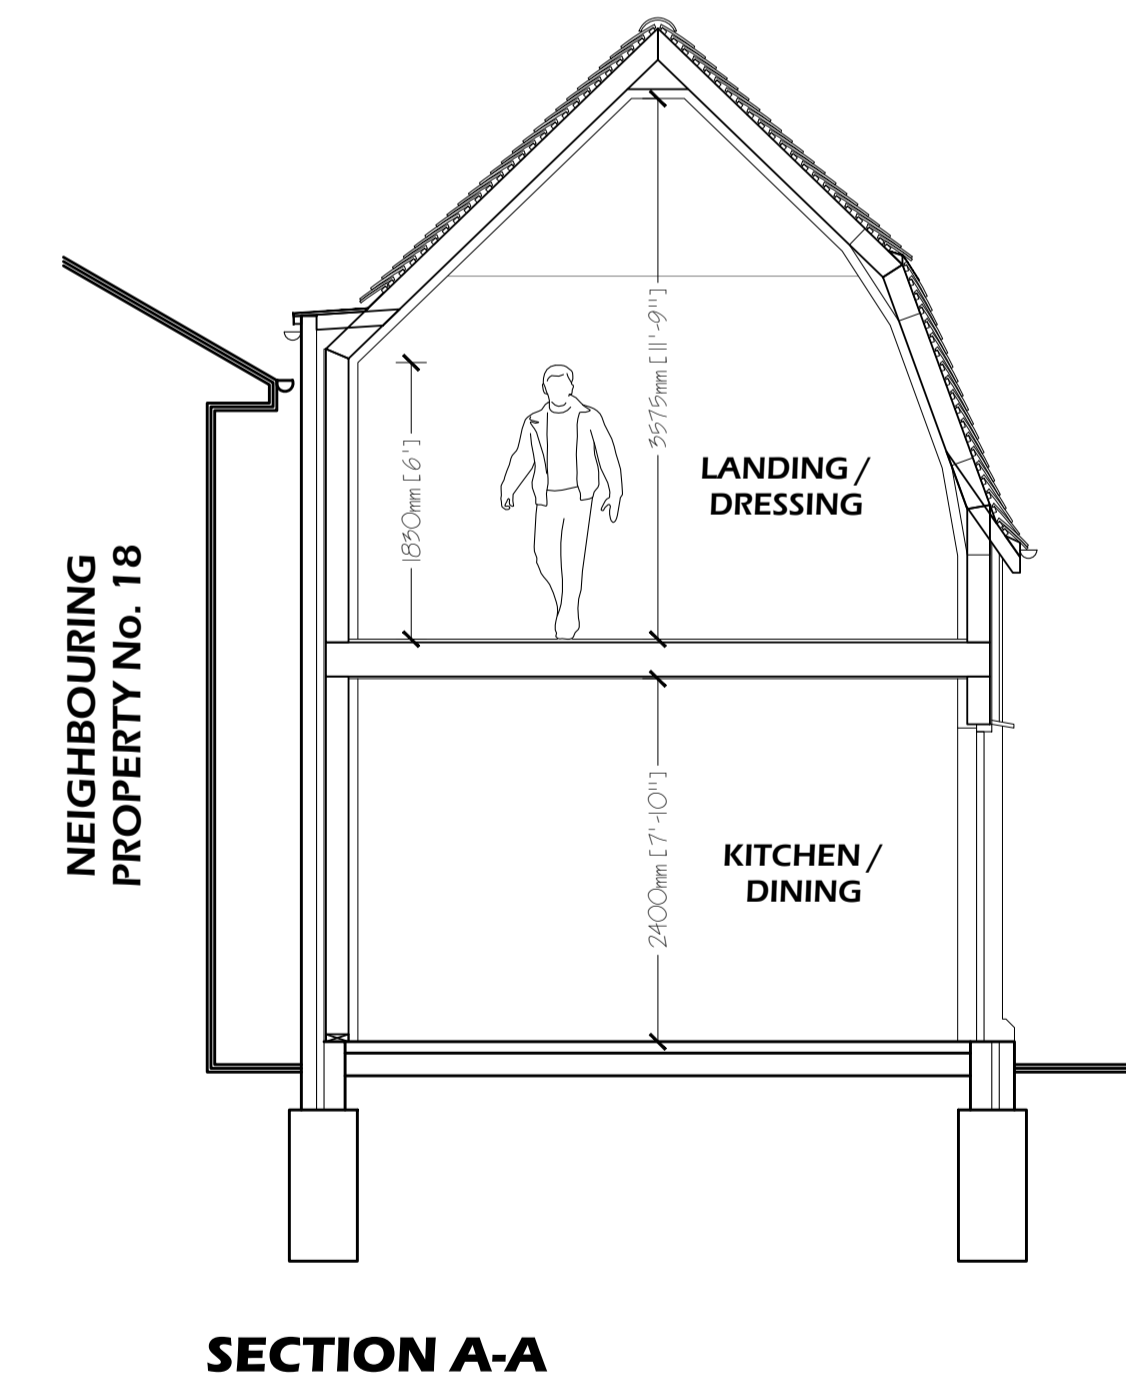 3575mm [11'-9"]
1830mm [6']
LANDING /
DRESSING
NEIGHBOURING
PROPERTY No. 18
2400mm [7'-10"]
KITCHEN /
DINING
SECTION A-A